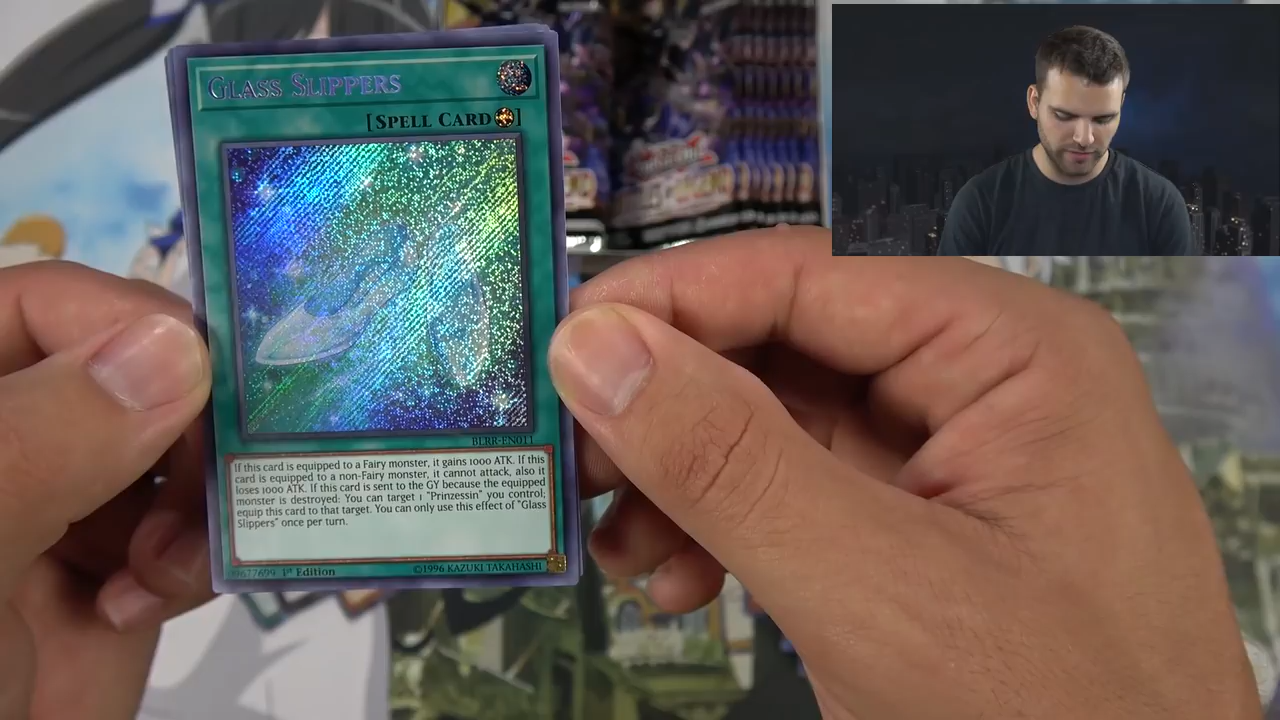 Glass Slippers
[Spell Card]
BLRR-EN011
If this card is equipped to a Fairy monster, it gains 1000 ATK. If this
card is equipped to a non-Fairy monster, it cannot attack, also it
loses 1000 ATK. If this card is sent to the GY because the equipped
monster is destroyed: You can target 1 "Prinzessin" you control;
equip this card to that target. You can only use this effect of "Glass
Slippers" once per turn.
1st Edition
©1996 KAZUKI TAKAHASHI